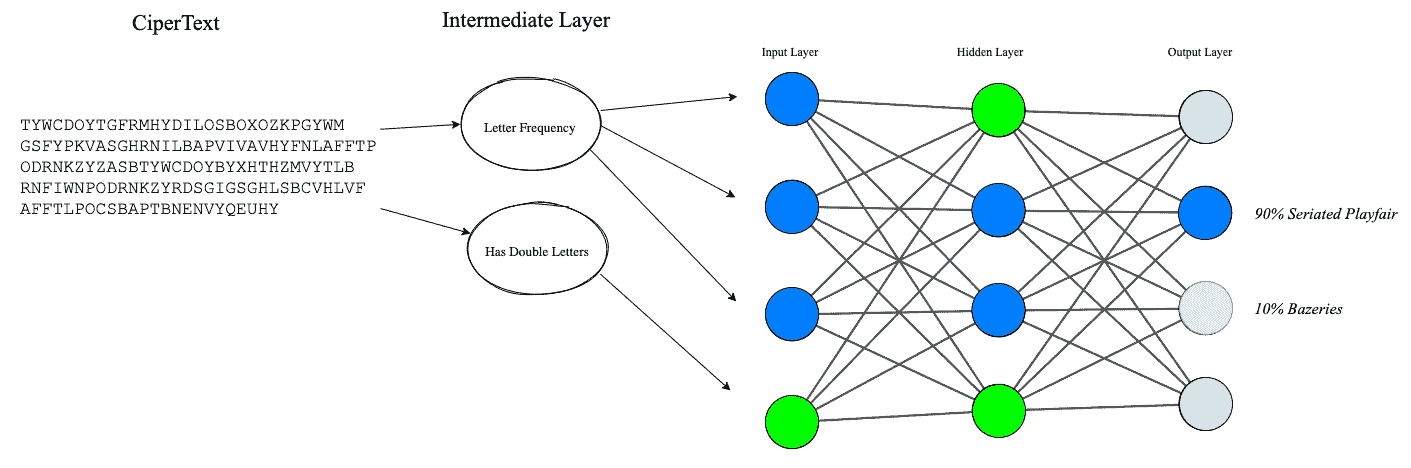 CiperText
Intermediate Layer
Input Layer
Hidden Layer
Output Layer
TYWCDOYTGFRMHYDILOSBOXOZKPGYWM
GSFYPKVASGHRNILBAPVIVAVHYFNLAFFTP
ODRNKZYZASBTYWCDOYBYXHTHZMVYTLB
RNFIWNPODRNKZYRDSGIGSGHLSBCVHLVF
AFFTLPOCSBAPTBNENVYQEUHY
Letter Frequency
Has Double Letters
90% Seriated Playfair
10% Bazeries